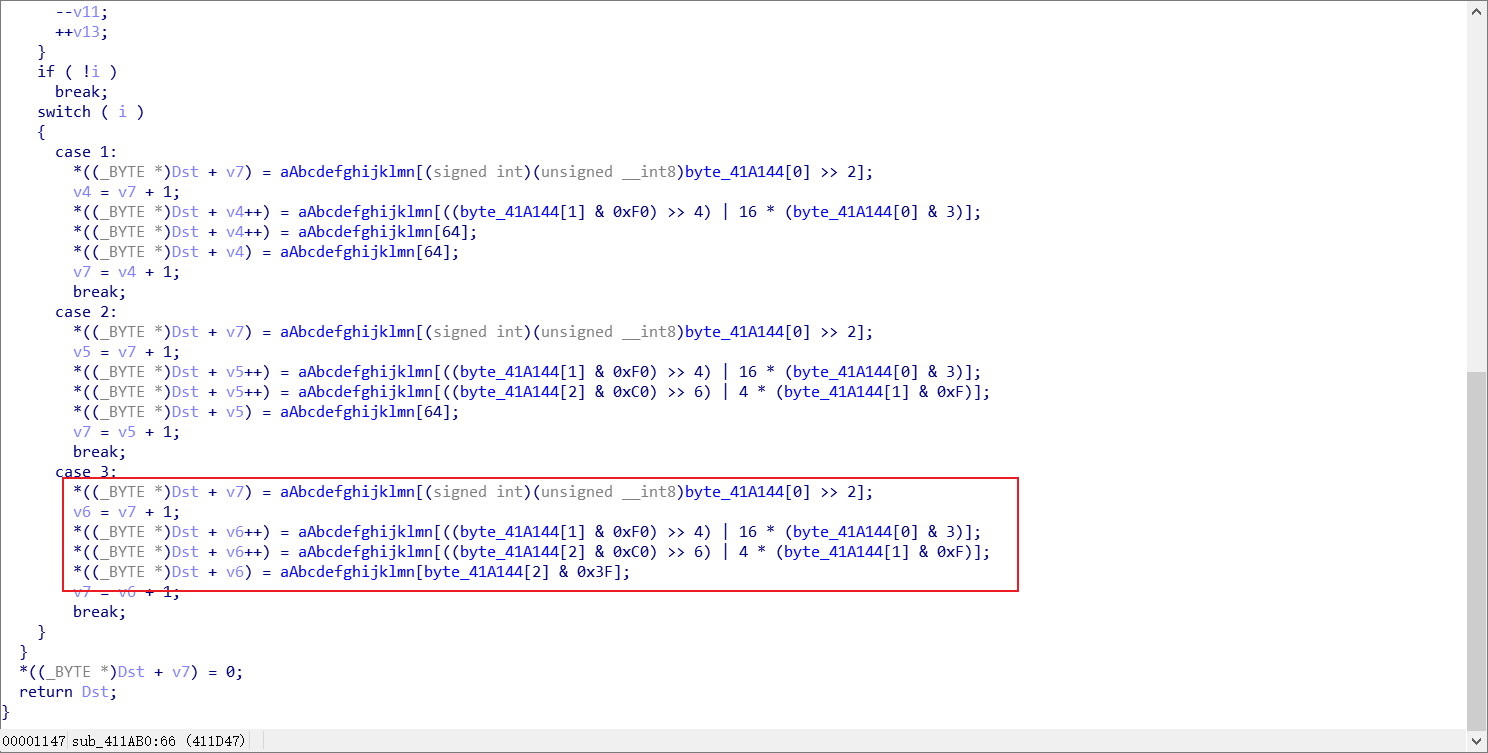 --v11;
++v13;
}
if ( !i )
break;
switch ( i )
{
case 1:
*((_BYTE *)Dst + v7) = aAbcdefghijklmn[(signed int)(unsigned __int8)byte_41A144[0] >> 2];
v4 = v7 + 1;
*((_BYTE *)Dst + v4++) = aAbcdefghijklmn[((byte_41A144[1] & 0xF0) >> 4) | 16 * (byte_41A144[0] & 3)];
*((_BYTE *)Dst + v4++) = aAbcdefghijklmn[64];
*((_BYTE *)Dst + v4) = aAbcdefghijklmn[64];
v7 = v4 + 1;
break;
case 2:
*((_BYTE *)Dst + v7) = aAbcdefghijklmn[(signed int)(unsigned __int8)byte_41A144[0] >> 2];
v5 = v7 + 1;
*((_BYTE *)Dst + v5++) = aAbcdefghijklmn[((byte_41A144[1] & 0xF0) >> 4) | 16 * (byte_41A144[0] & 3)];
*((_BYTE *)Dst + v5++) = aAbcdefghijklmn[((byte_41A144[2] & 0xC0) >> 6) | 4 * (byte_41A144[1] & 0xF)];
*((_BYTE *)Dst + v5) = aAbcdefghijklmn[64];
v7 = v5 + 1;
break;
case 3:
*((_BYTE *)Dst + v7) = aAbcdefghijklmn[(signed int)(unsigned __int8)byte_41A144[0] >> 2];
v6 = v7 + 1;
*((_BYTE *)Dst + v6++) = aAbcdefghijklmn[((byte_41A144[1] & 0xF0) >> 4) | 16 * (byte_41A144[0] & 3)];
*((_BYTE *)Dst + v6++) = aAbcdefghijklmn[((byte_41A144[2] & 0xC0) >> 6) | 4 * (byte_41A144[1] & 0xF)];
*((_BYTE *)Dst + v6) = aAbcdefghijklmn[byte_41A144[2] & 0x3F];
v7 = v6 + 1;
break;
}
}
*((_BYTE *)Dst + v7) = 0;
return Dst;
}
00001147 sub_411AB0:66 (411D47)